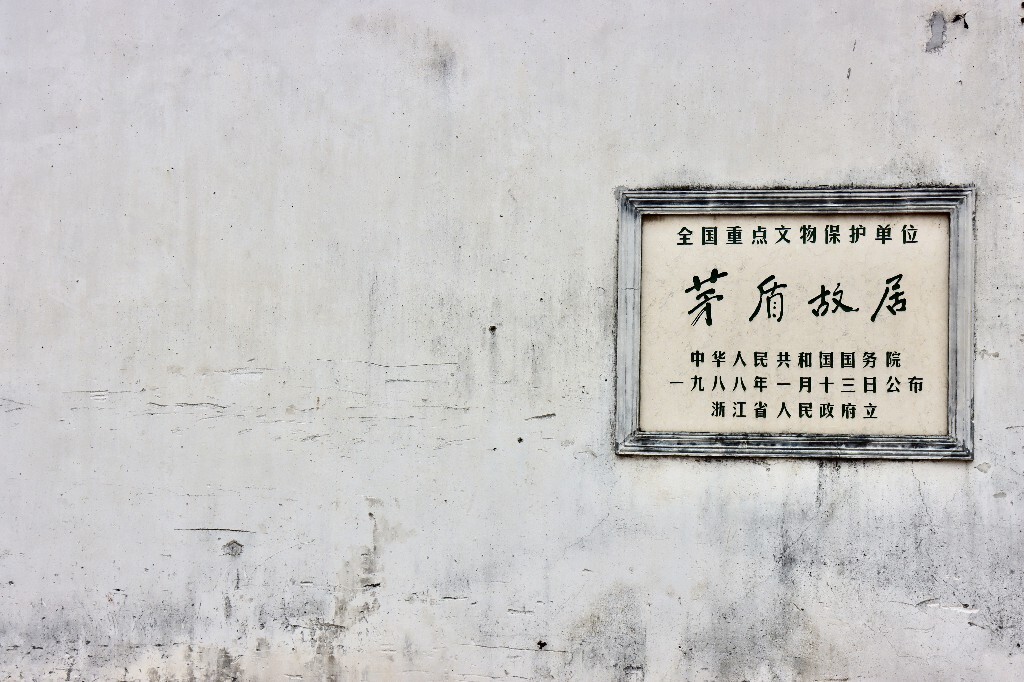 全国重点文物保护单位
茅盾故居
中华人民共和国国务院
一九八八年一月十三日公布
浙江省人民政府立